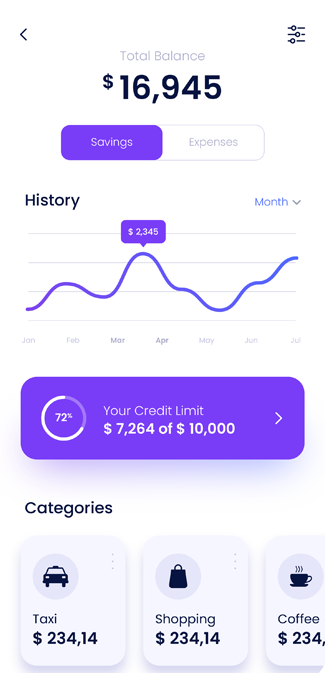 Total Balance
$ 16,945
Savings Expenses
History Month
$ 2,345
Jan Feb Mar Apr May Jun Jul
72%
Your Credit Limit
$ 7,264 of $ 10,000
Categories
Taxi Shopping Coffee
$ 234,14 $ 234,14 $ 234,